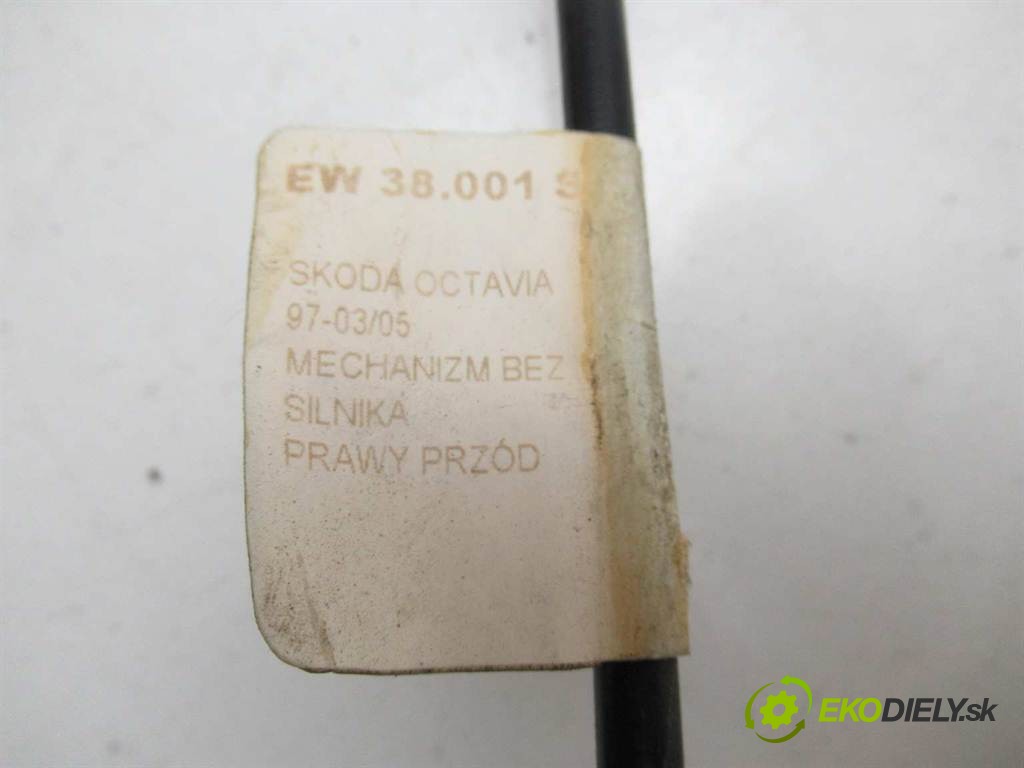 EW 38.001 S
SKODA OCTAVIA
97-03/05
MECHANIZM BEZ
SILNIKA
PRAWY PRZÓD
EKODIELY.sk